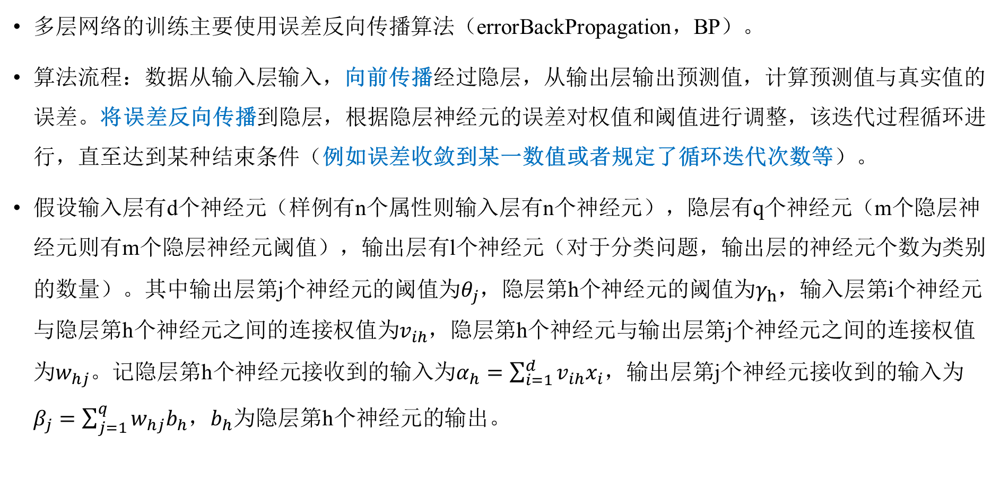 • 多层网络的训练主要使用误差反向传播算法（errorBackPropagation，BP）。
• 算法流程：数据从输入层输入，向前传播经过隐层，从输出层输出预测值，计算预测值与真实值的
误差。将误差反向传播到隐层，根据隐层神经元的误差对权值和阈值进行调整，该迭代过程循环进
行，直至达到某种结束条件（例如误差收敛到某一数值或者规定了循环迭代次数等）。
• 假设输入层有d个神经元（样例有n个属性则输入层有n个神经元），隐层有q个神经元（m个隐层神
经元则有m个隐层神经元阈值），输出层有l个神经元（对于分类问题，输出层的神经元个数为类别
的数量）。其中输出层第j个神经元的阈值为$\theta_j$，隐层第h个神经元的阈值为$\gamma_{\mathrm{h}}$，输入层第i个神经元
与隐层第h个神经元之间的连接权值为$v_{ih}$，隐层第h个神经元与输出层第j个神经元之间的连接权值
为$w_{hj}$。记隐层第h个神经元接收到的输入为$\alpha_h = \sum_{i=1}^{d} v_{ih} x_i$，输出层第j个神经元接收到的输入为
$\beta_j = \sum_{j=1}^{q} w_{hj} b_h$，$b_h$为隐层第h个神经元的输出。